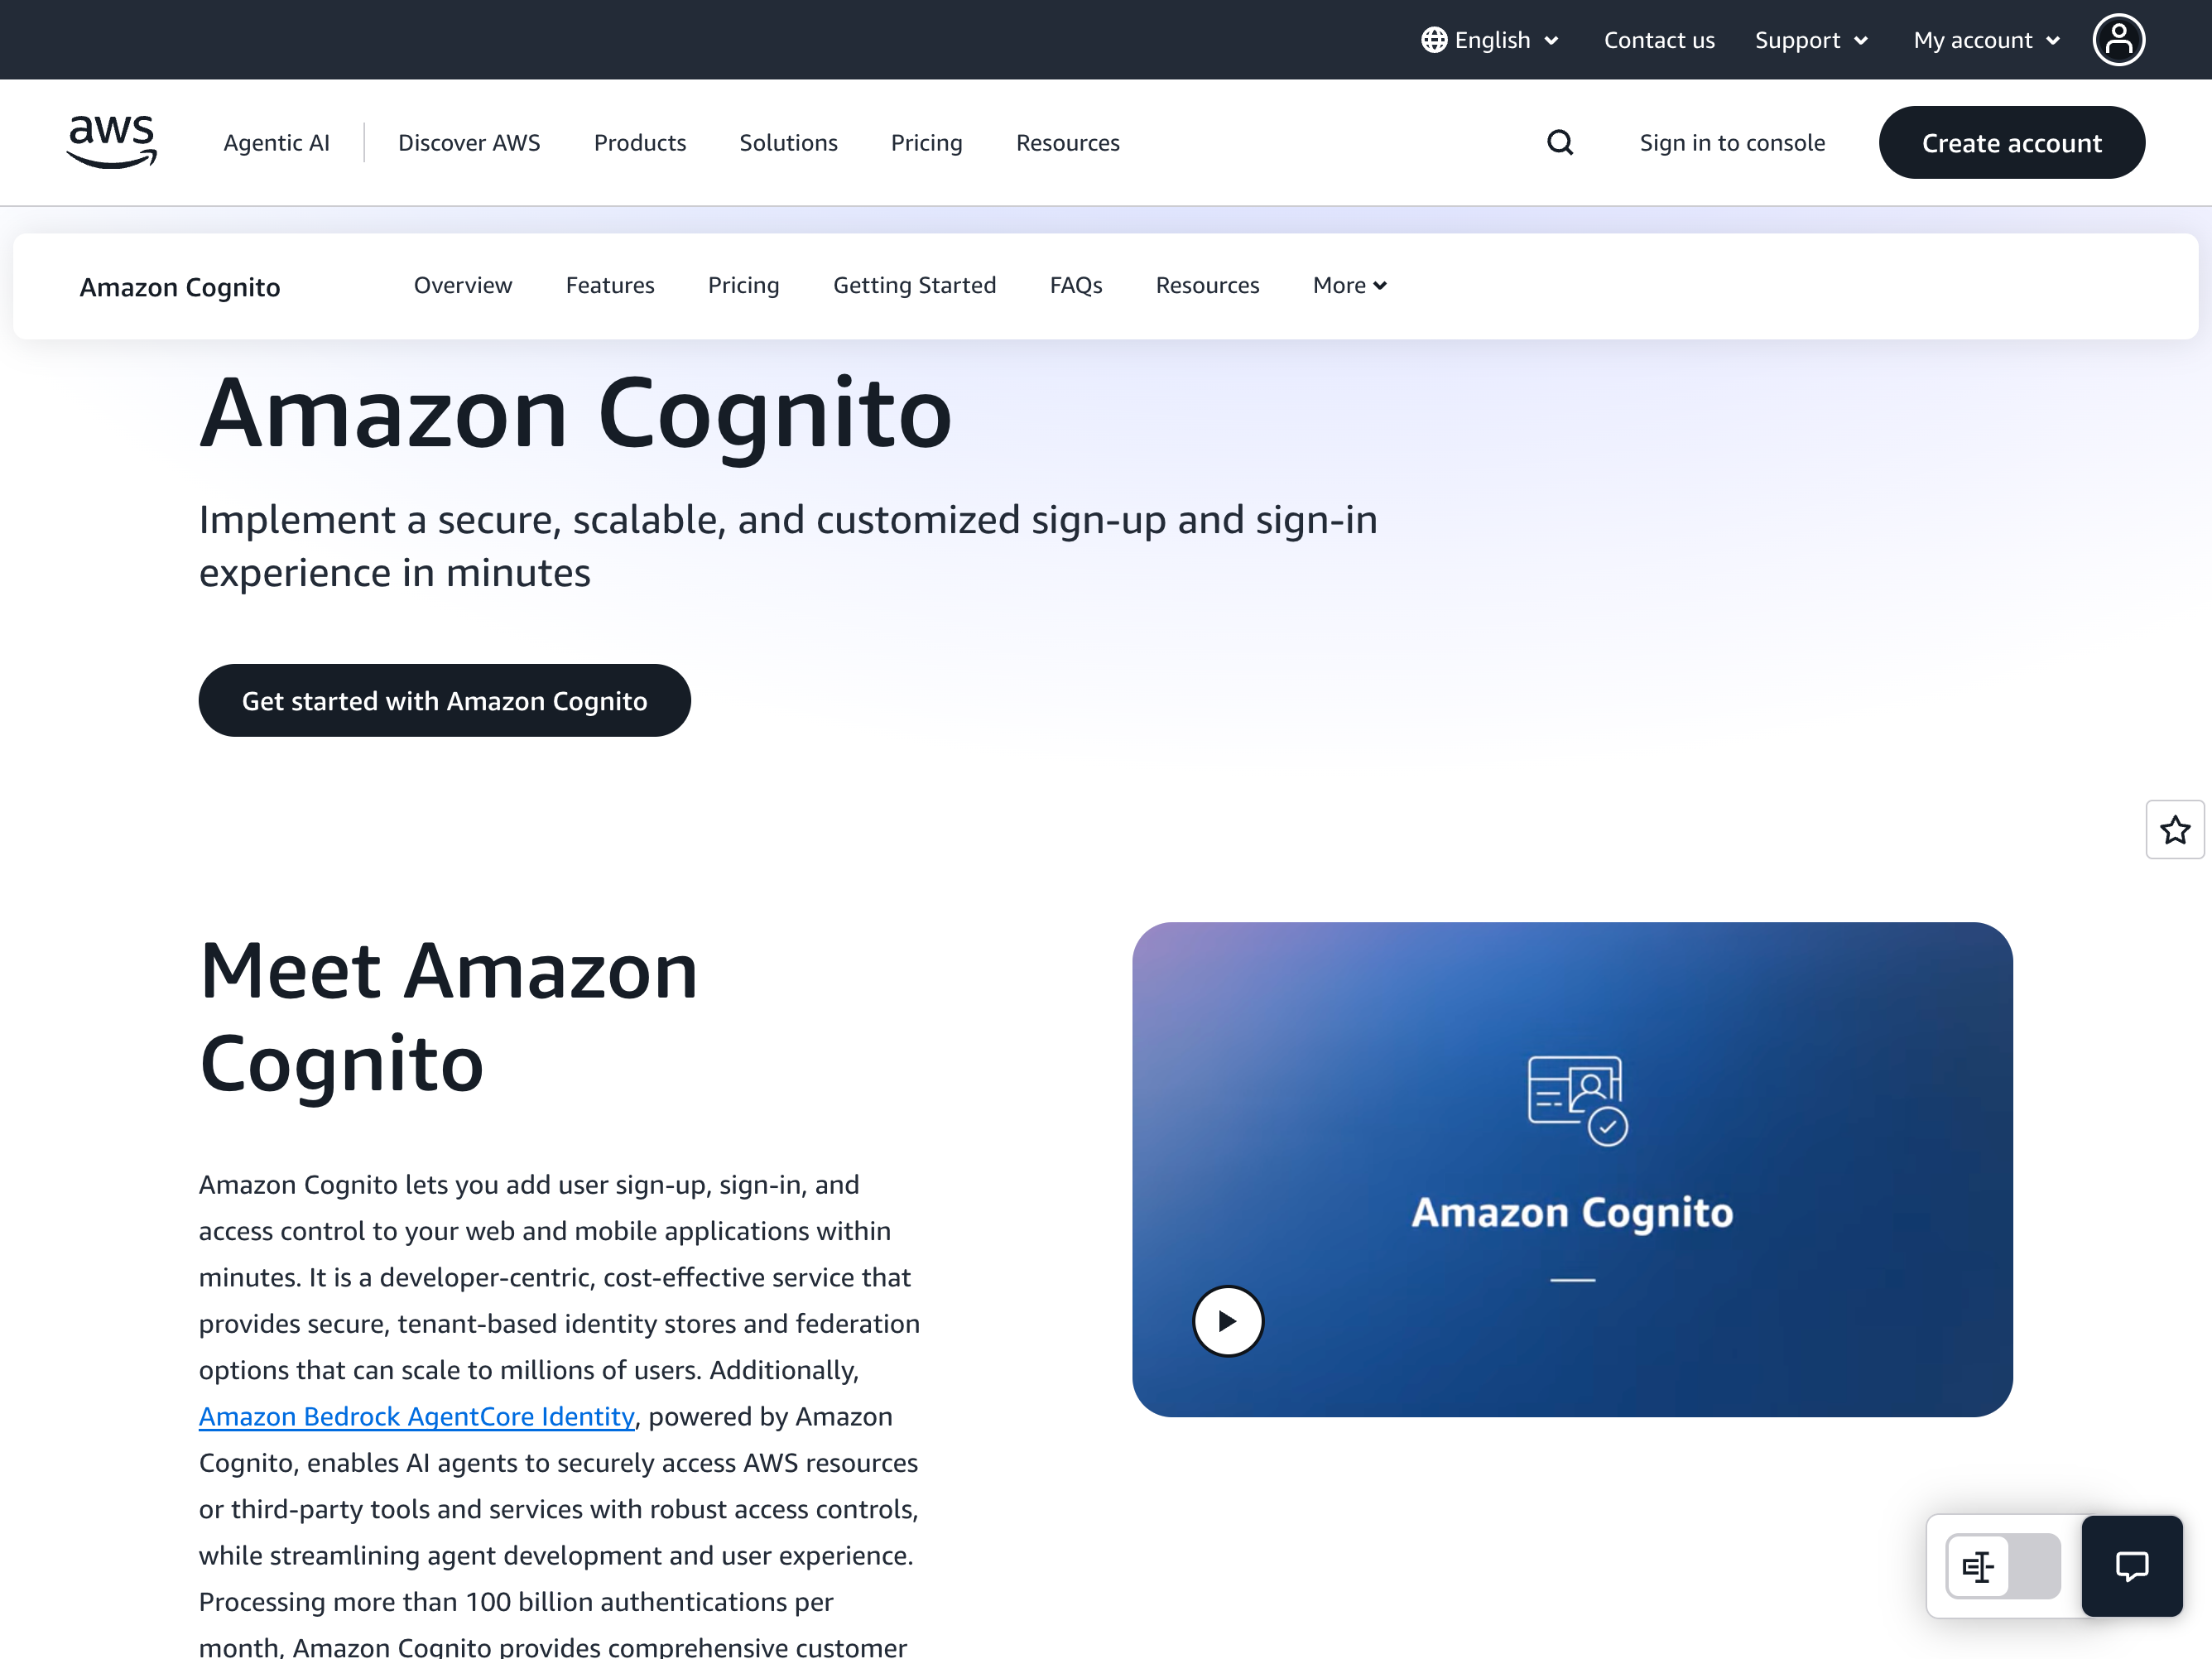 English
Contact us
Support
My account
aws
Agentic AI
Discover AWS
Products
Solutions
Pricing
Resources
Sign in to console
Create account
Amazon Cognito
Overview
Features
Pricing
Getting Started
FAQs
Resources
More
Amazon Cognito
Implement a secure, scalable, and customized sign-up and sign-in
experience in minutes
Get started with Amazon Cognito
Meet Amazon
Cognito
Amazon Cognito lets you add user sign-up, sign-in, and
access control to your web and mobile applications within
minutes. It is a developer-centric, cost-effective service that
provides secure, tenant-based identity stores and federation
options that can scale to millions of users. Additionally,
Amazon Bedrock AgentCore Identity, powered by Amazon
Cognito, enables AI agents to securely access AWS resources
or third-party tools and services with robust access controls,
while streamlining agent development and user experience.
Processing more than 100 billion authentications per
month, Amazon Cognito provides comprehensive customer
Amazon Cognito